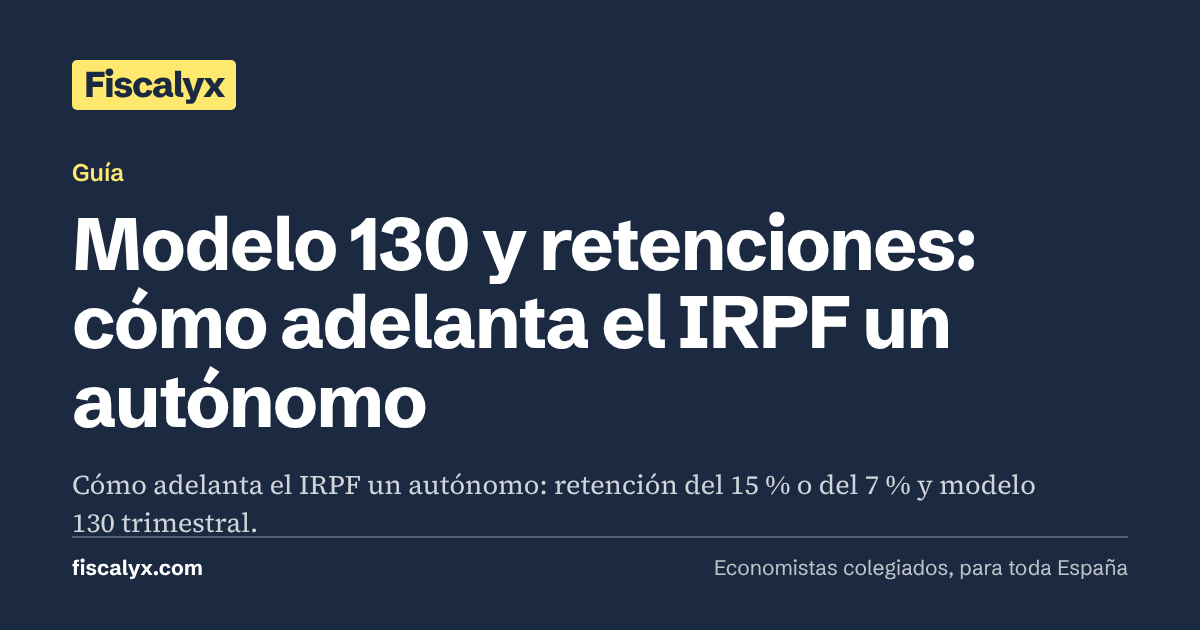 Fiscalyx
Guía
Modelo 130 y retenciones:
cómo adelanta el IRPF un
autónomo
Cómo adelanta el IRPF un autónomo: retención del 15 % o del 7 % y modelo
130 trimestral.
fiscalyx.com
Economistas colegiados, para toda España